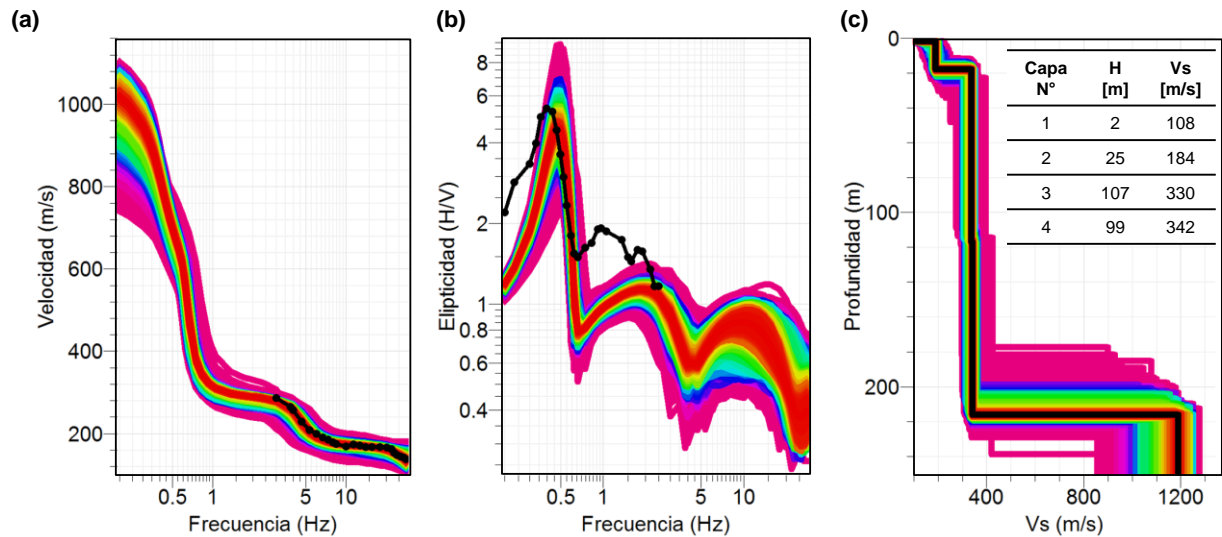 (a)
Velocidad (m/s)
1000
800
600
400
200
0.5 1 5 10
Frecuencia (Hz)
(b)
Elipticidad (H/V)
8
6
4
2
1
0.8
0.6
0.4
0.5 1 5 10
Frecuencia (Hz)
(c)
Profundidad (m)
0
100
200
400 800 1200
Vs (m/s)
Capa H Vs
N° [m] [m/s]
1 2 108
2 25 184
3 107 330
4 99 342